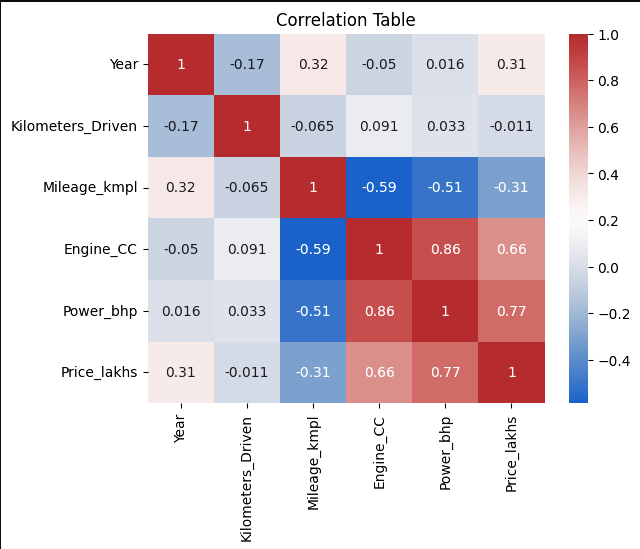 Correlation Table
Year 1 -0.17 0.32 -0.05 0.016 0.31
Kilometers_Driven -0.17 1 -0.065 0.091 0.033 -0.011
Mileage_kmpl 0.32 -0.065 1 -0.59 -0.51 -0.31
Engine_CC -0.05 0.091 -0.59 1 0.86 0.66
Power_bhp 0.016 0.033 -0.51 0.86 1 0.77
Price_lakhs 0.31 -0.011 -0.31 0.66 0.77 1
Year Kilometers_Driven Mileage_kmpl Engine_CC Power_bhp Price_lakhs
1.0
0.8
0.6
0.4
0.2
0.0
−0.2
−0.4